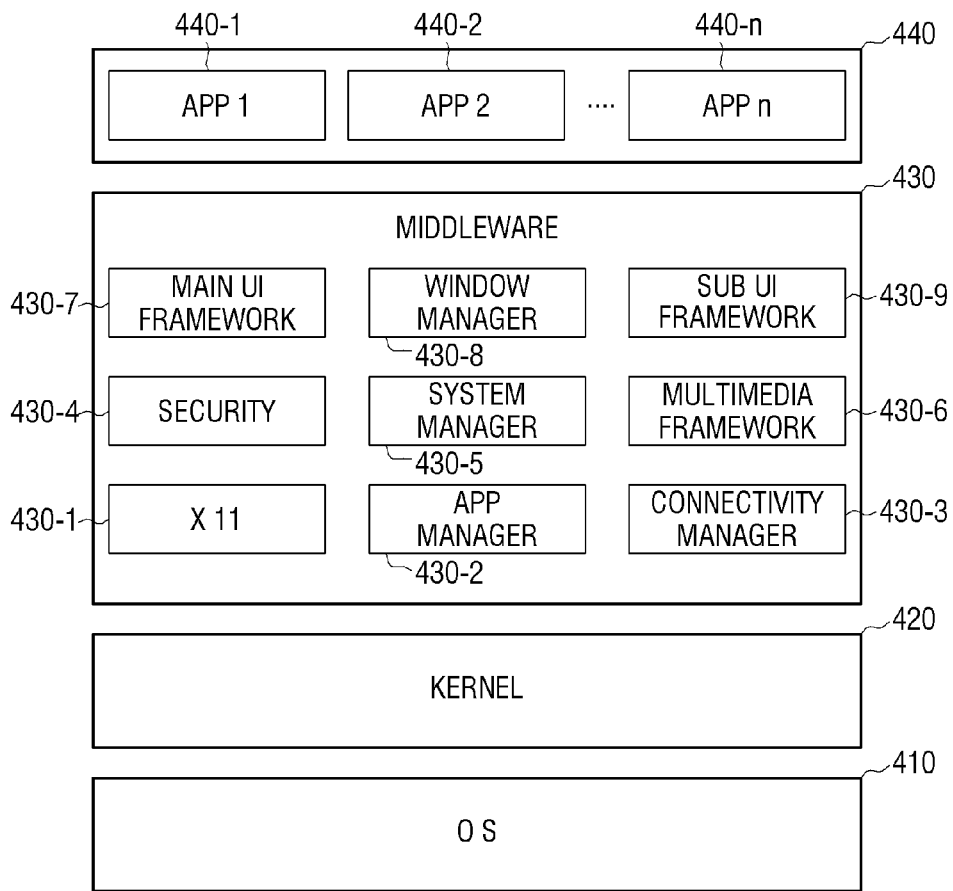 440-1 440-2 440-n 440
APP 1 APP 2 .... APP n
430
MIDDLEWARE
430-7 MAIN UI FRAMEWORK
WINDOW MANAGER
430-8
SUB UI FRAMEWORK 430-9
430-4 SECURITY
SYSTEM MANAGER
430-5
MULTIMEDIA FRAMEWORK 430-6
430-1 X 11
APP MANAGER
430-2
CONNECTIVITY MANAGER 430-3
420
KERNEL
410
O S